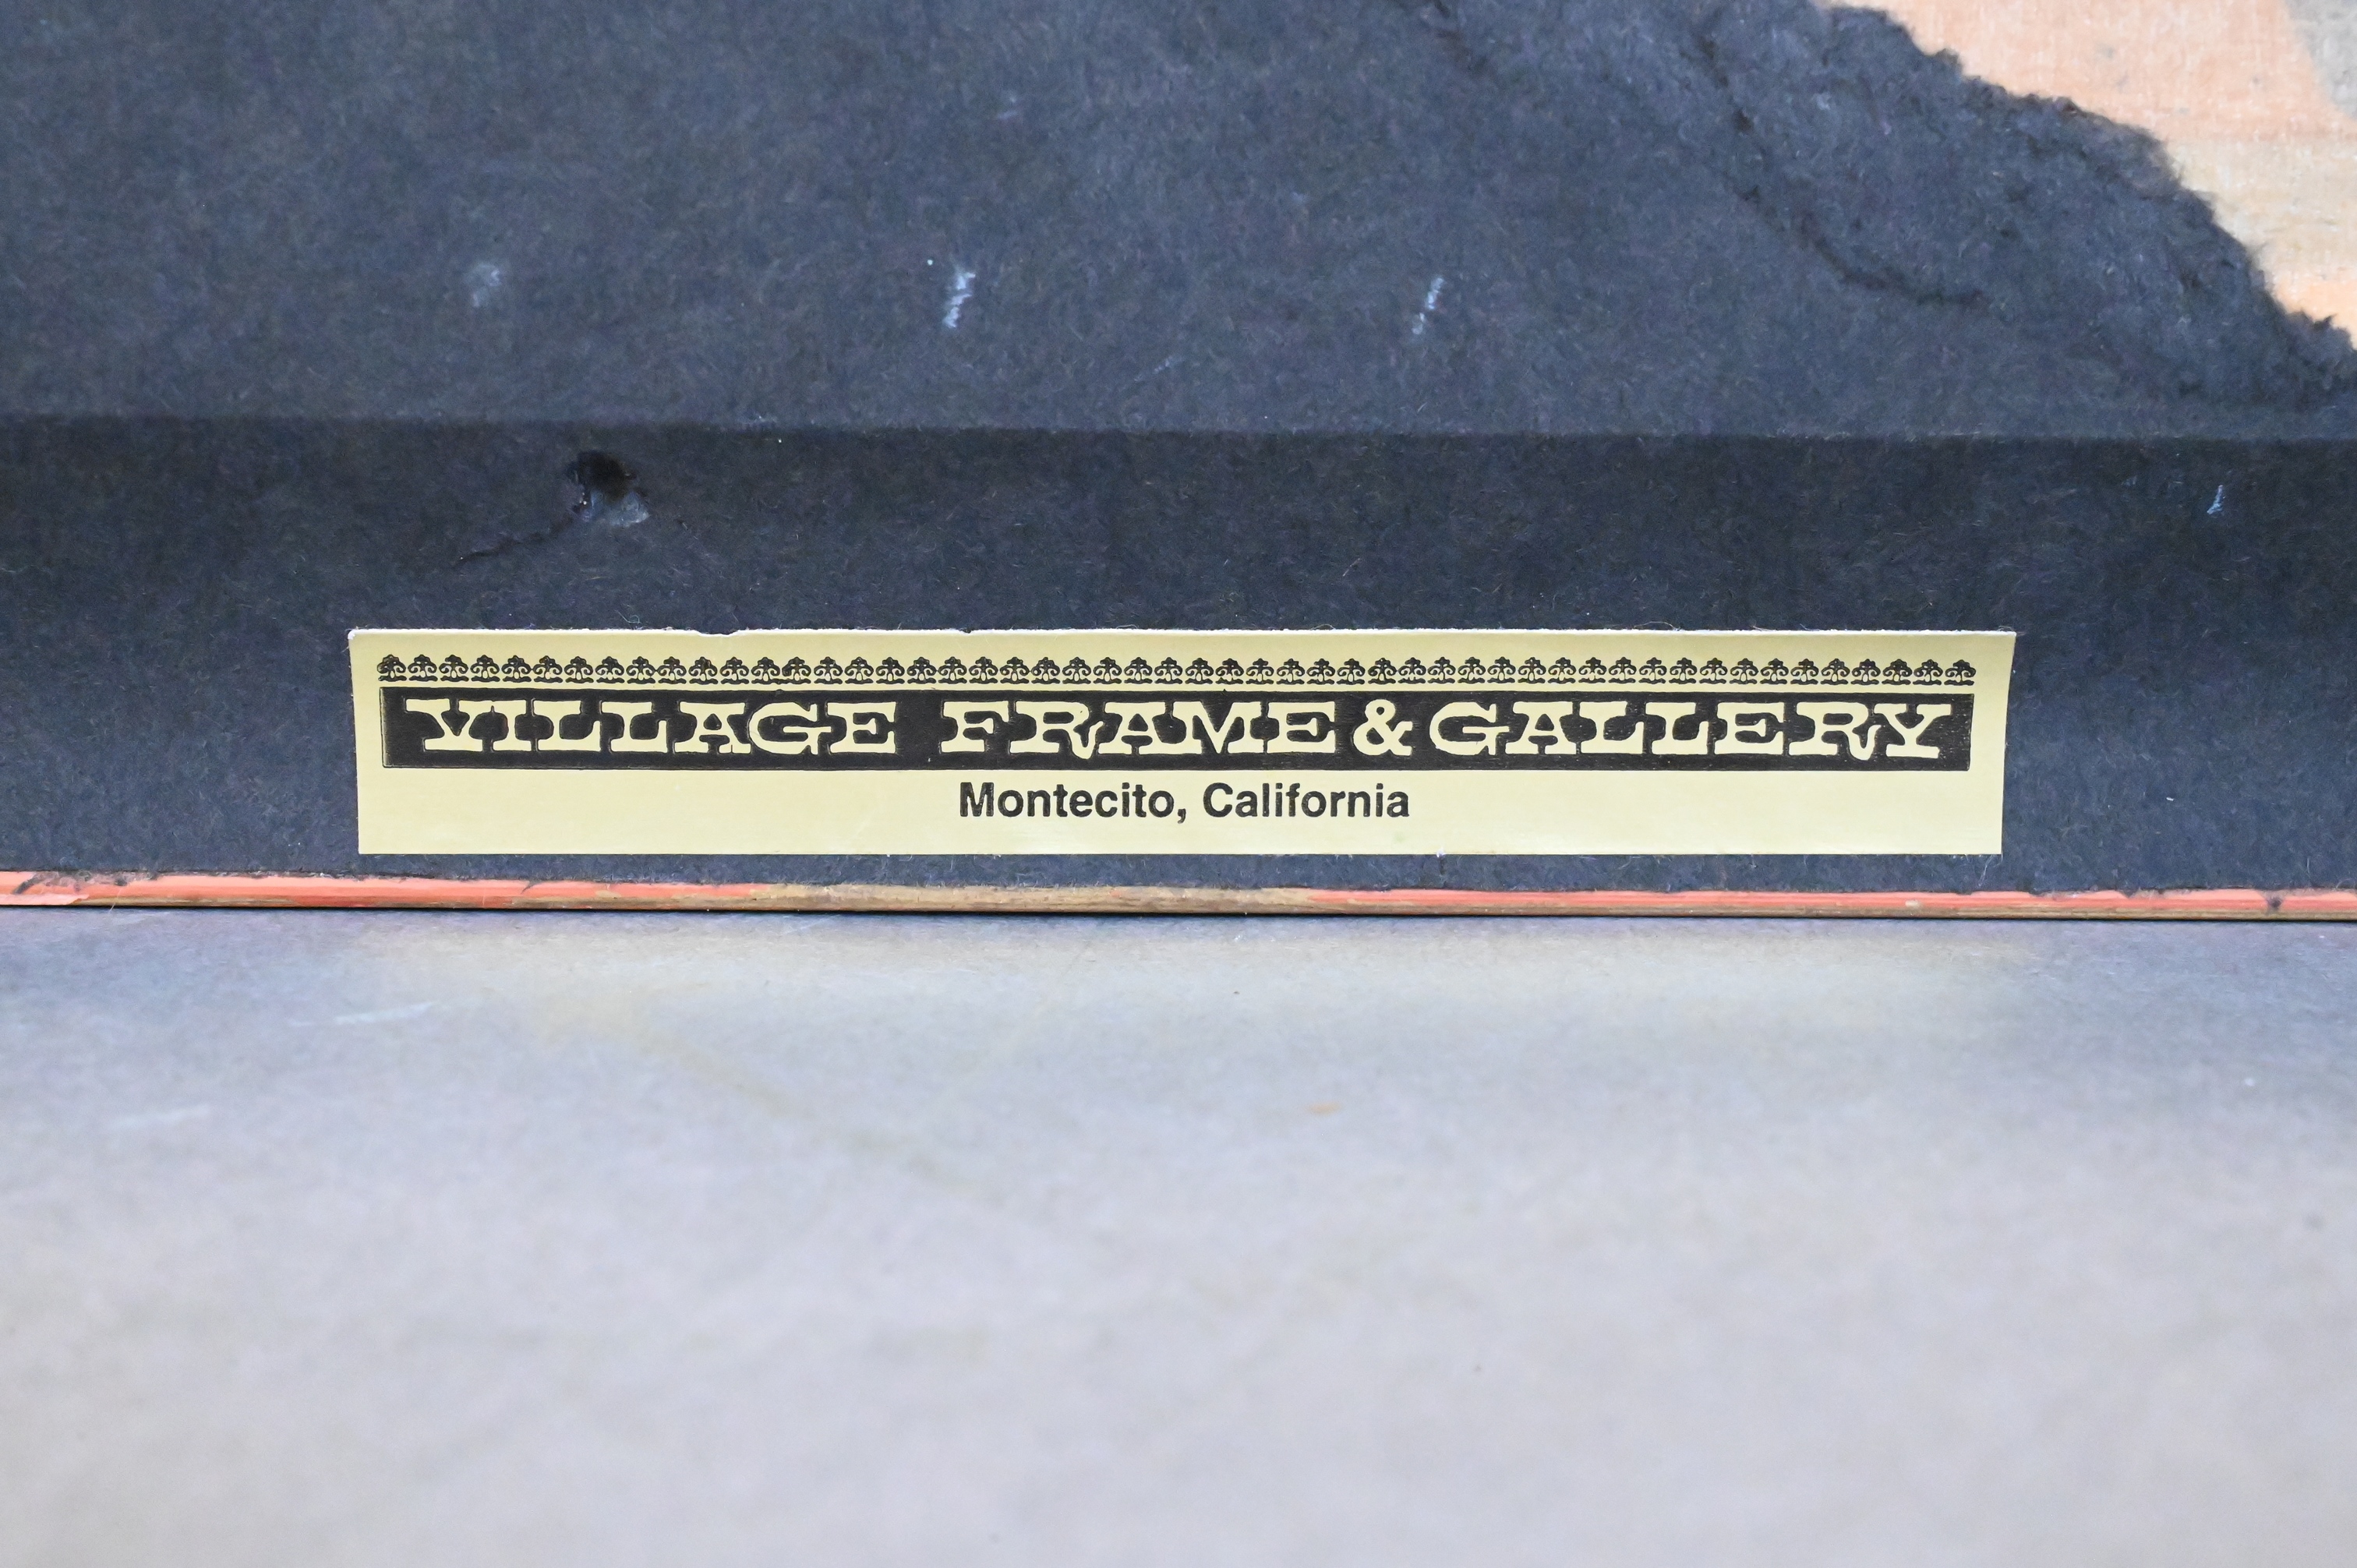 VILLAGE FRAME & GALLERY
Montecito, California